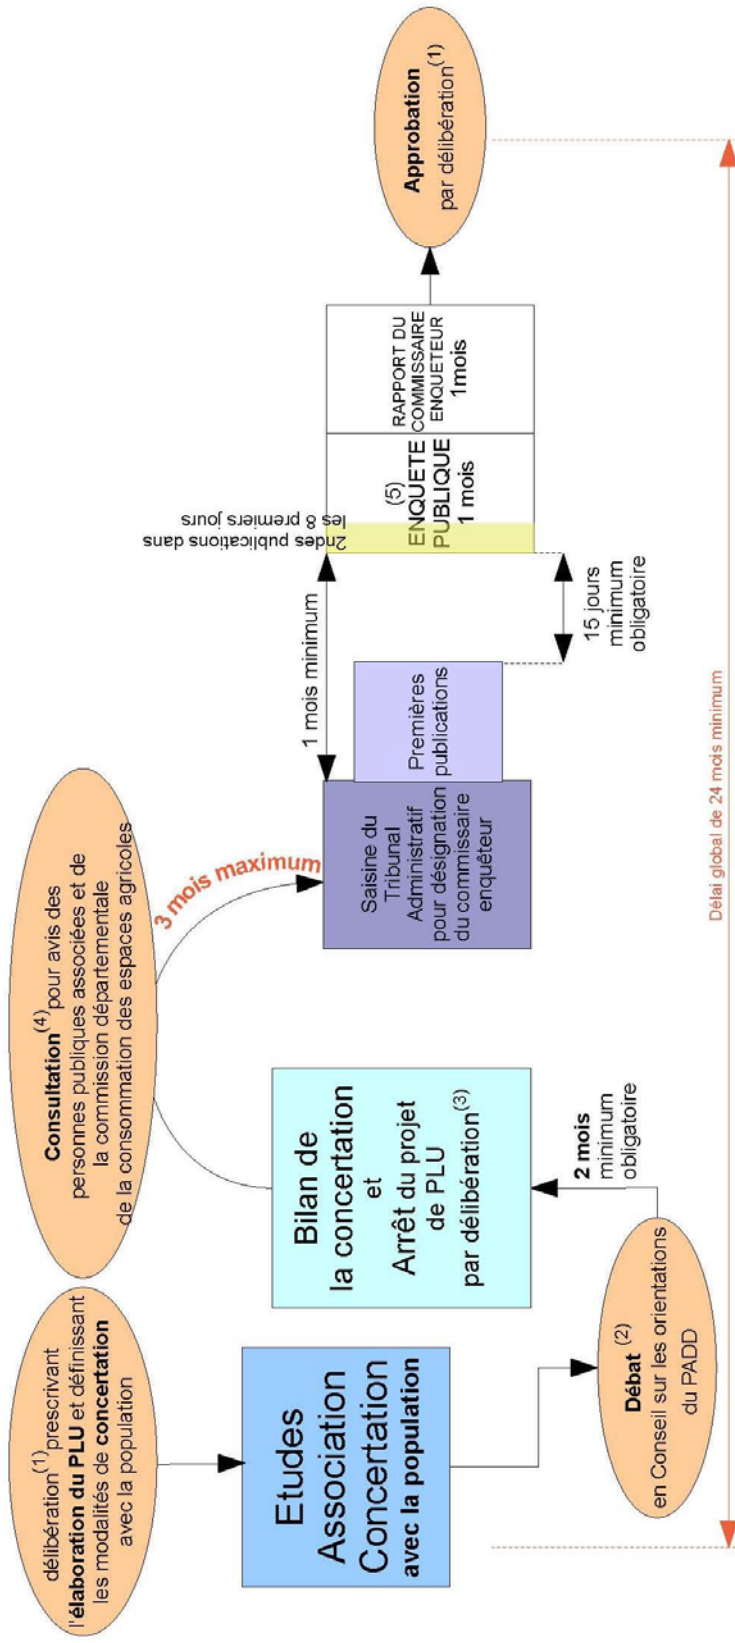 délibération(1) prescrivant
l'élaboration du PLU et définissant
les modalités de concertation
avec la population
Etudes
Association
Concertation
avec la population
Débat (2)
en Conseil sur les orientations
du PADD
2 mois
minimum
obligatoire
Bilan de
la concertation
et
Arrêt du projet
de PLU
par délibération(3)
Consultation(4) pour avis des
personnes publiques associées et de
la commission départementale
de la consommation des espaces agricoles
3 mois maximum
Saisine du
Tribunal
Administratif
pour désignation
du commissaire
enquêteur
Premières
publications
1 mois minimum
15 jours
minimum
obligatoire
2ndes publications dans
les 8 premiers jours
(5)
ENQUETE
PUBLIQUE
1 mois
RAPPORT DU
COMMISSAIRE
ENQUETEUR
1mois
Approbation
par délibération(1)
Délai global de 24 mois minimum